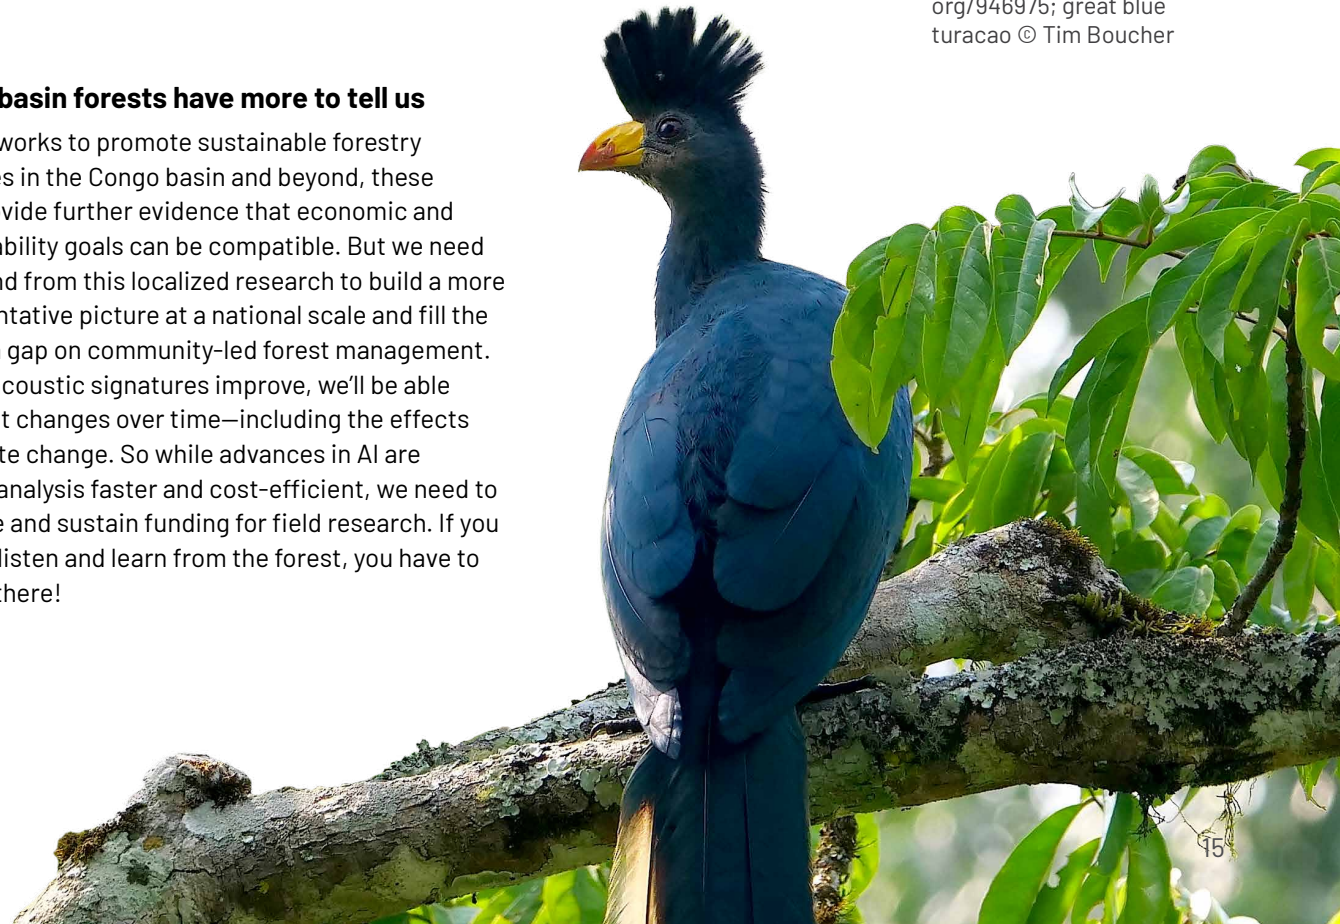 org/946975; great blue
turacao © Tim Boucher
basin forests have more to tell us
works to promote sustainable forestry
s in the Congo basin and beyond, these
vide further evidence that economic and
ability goals can be compatible. But we need
d from this localized research to build a more
ntative picture at a national scale and fill the
gap on community-led forest management.
coustic signatures improve, we’ll be able
t changes over time—including the effects
te change. So while advances in AI are
analysis faster and cost-efficient, we need to
e and sustain funding for field research. If you
listen and learn from the forest, you have to
there!
15